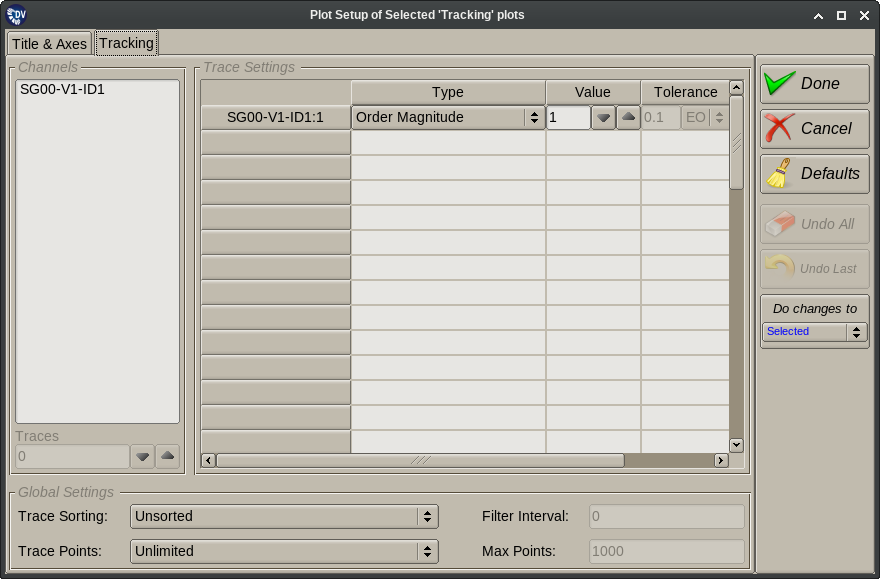 DV
Plot Setup of Selected 'Tracking' plots
Title & Axes
Tracking
Channels
SG00-V1-ID1
Traces
0
Trace Settings
Type
Value
Tolerance
SG00-V1-ID1:1
Order Magnitude
1
0.1
EO
Done
Cancel
Defaults
Undo All
Undo Last
Do changes to
Selected
Global Settings
Trace Sorting:
Unsorted
Filter Interval:
0
Trace Points:
Unlimited
Max Points:
1000